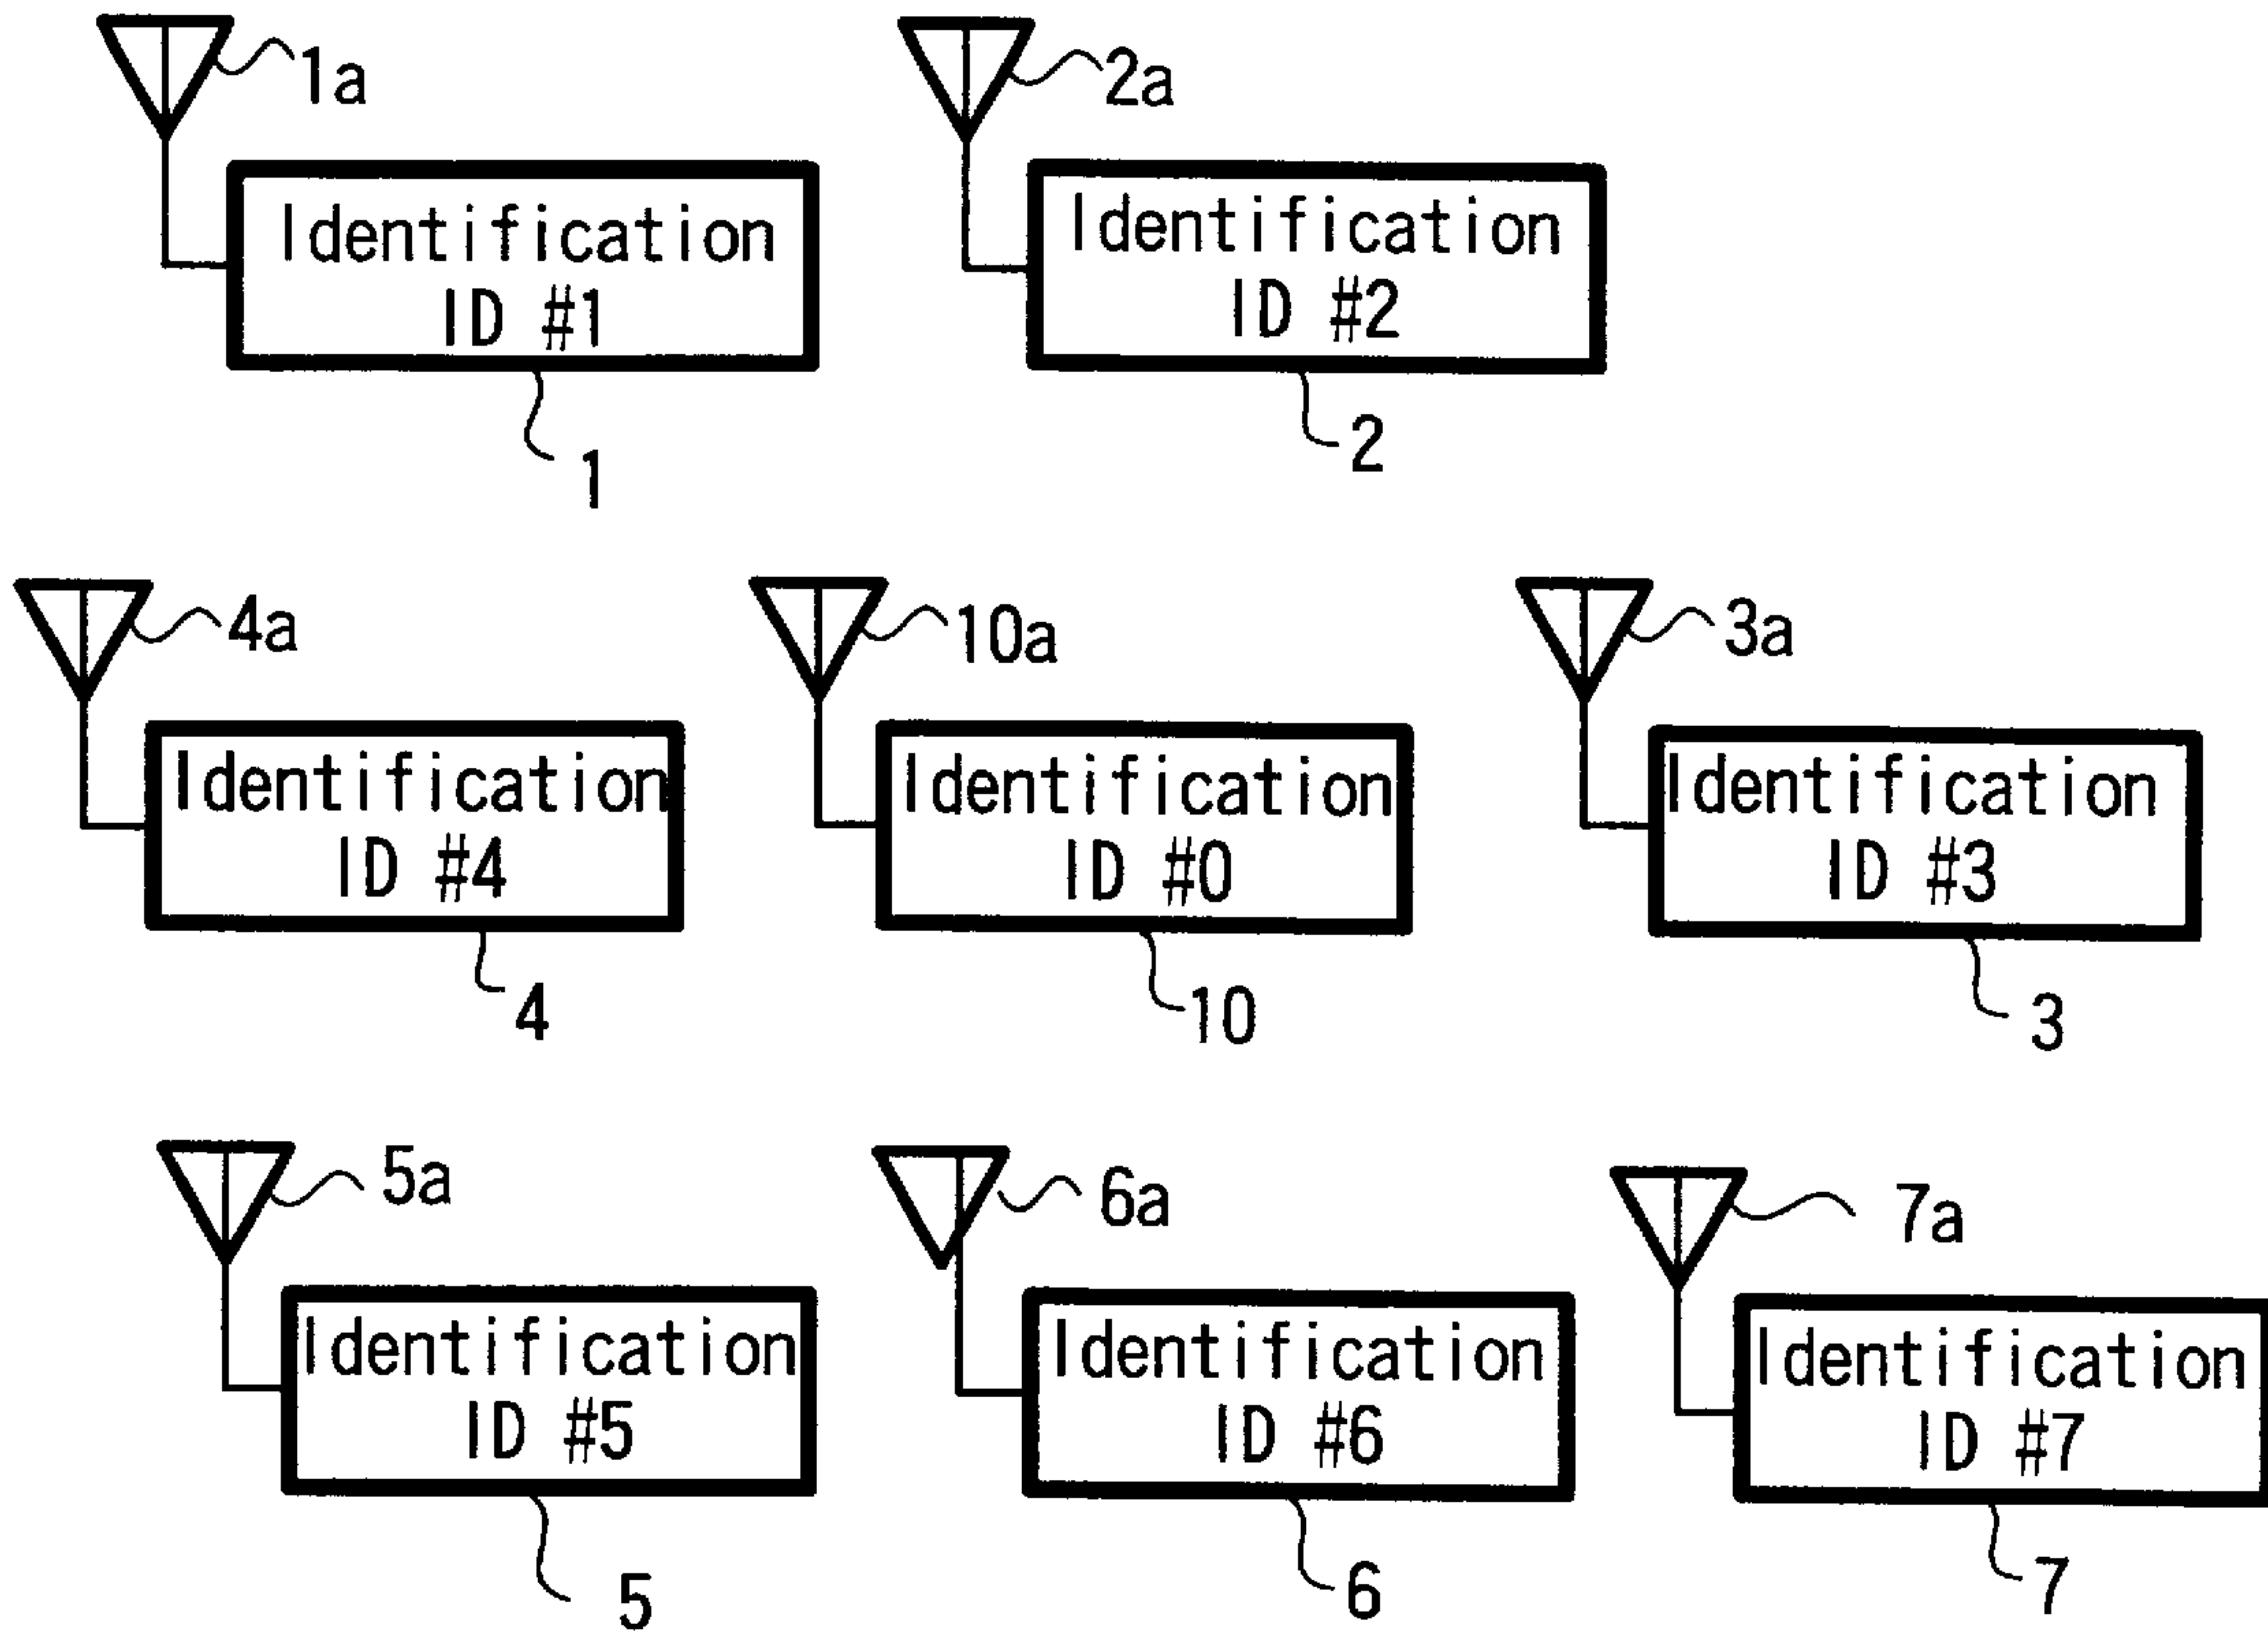 1a
2a
Identification
ID #1
Identification
ID #2
1
2
4a
10a
3a
Identification
ID #4
Identification
ID #0
Identification
ID #3
4
10
3
5a
6a
7a
Identification
ID #5
Identification
ID #6
Identification
ID #7
5
6
7